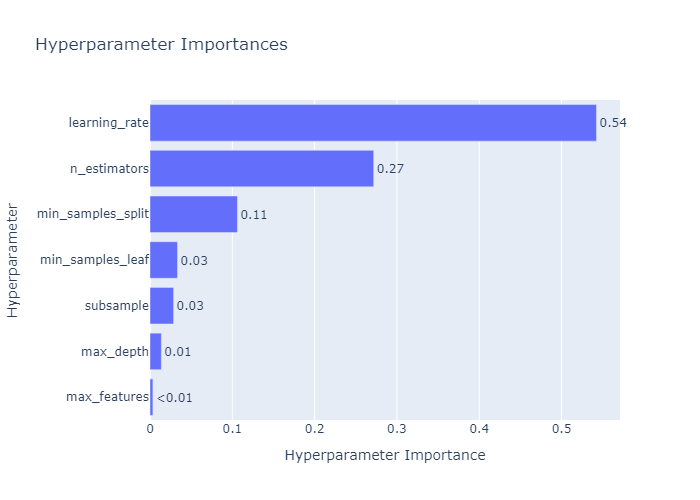 Hyperparameter Importances
learning_rate 0.54
n_estimators 0.27
min_samples_split 0.11
min_samples_leaf 0.03
subsample 0.03
max_depth 0.01
max_features <0.01
0 0.1 0.2 0.3 0.4 0.5
Hyperparameter Importance
Hyperparameter